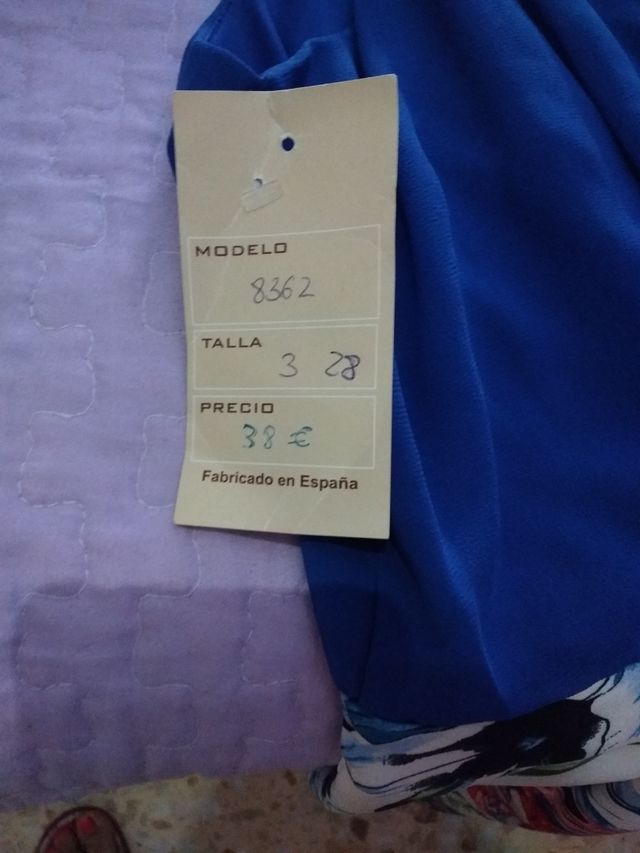 MODELO
8362
TALLA
3 28
PRECIO
38 €
Fabricado en España